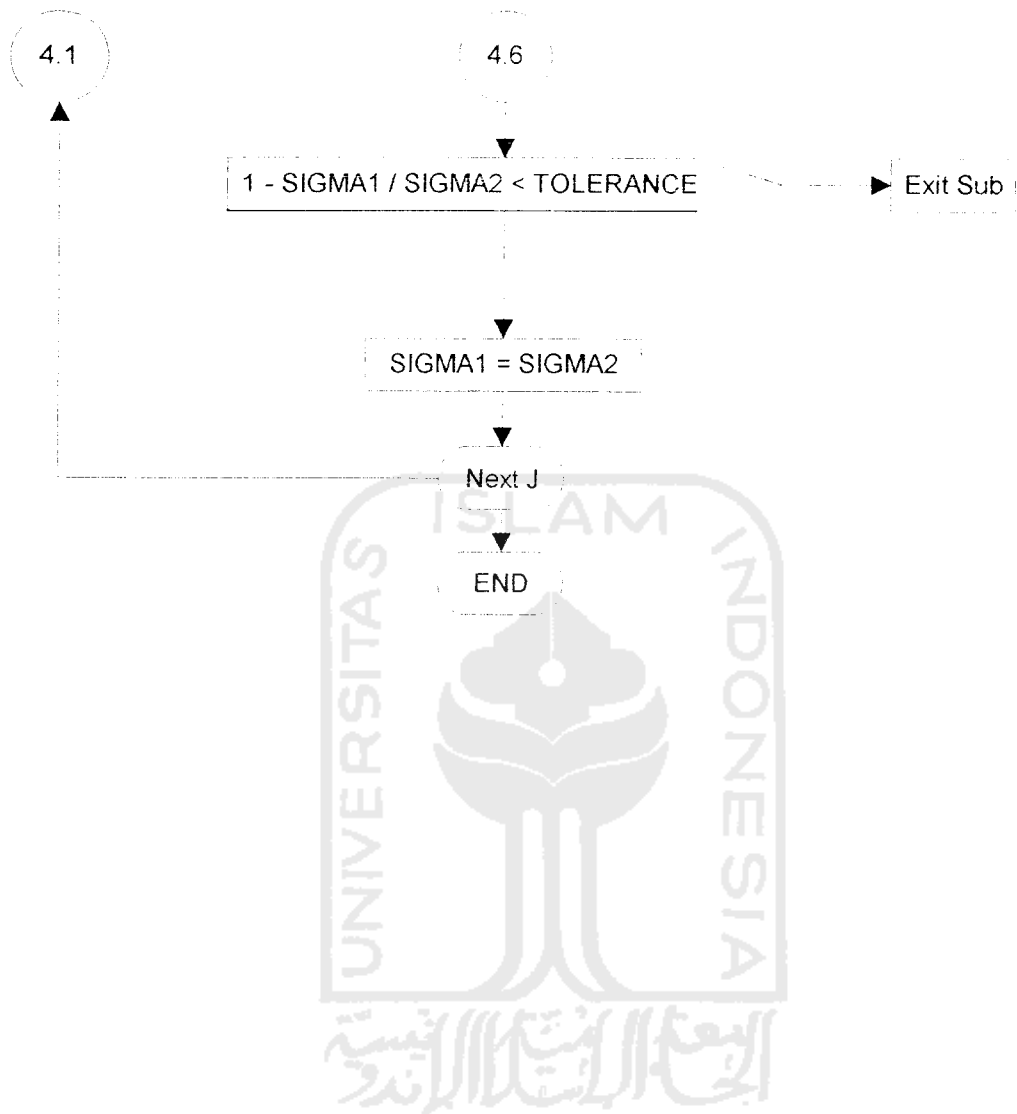 4.1
4.6
1 - SIGMA1 / SIGMA2 < TOLERANCE
Exit Sub
SIGMA1 = SIGMA2
Next J
END
UNIVERSITAS
ISLAM
INDONESIA